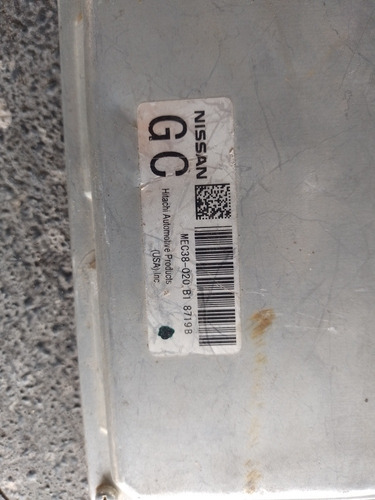 NISSAN
GC
MEC38-020 B1 8719B
Hitachi Automotive Products
(USA),Inc